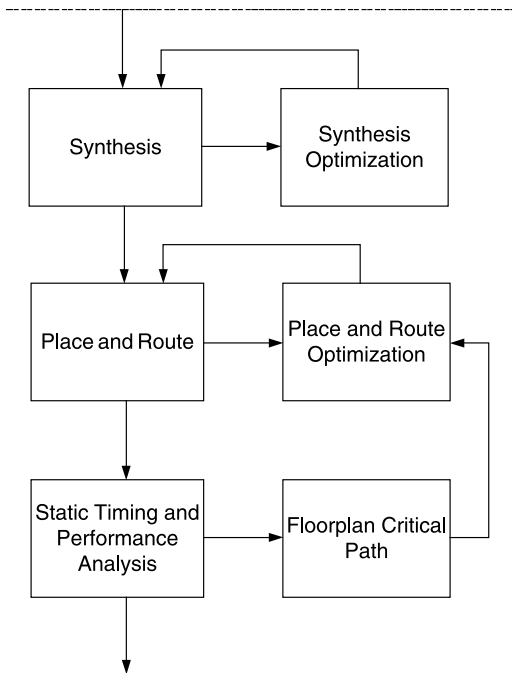 Synthesis
Synthesis
Optimization
Place and Route
Place and Route
Optimization
Static Timing and
Performance
Analysis
Floorplan Critical
Path